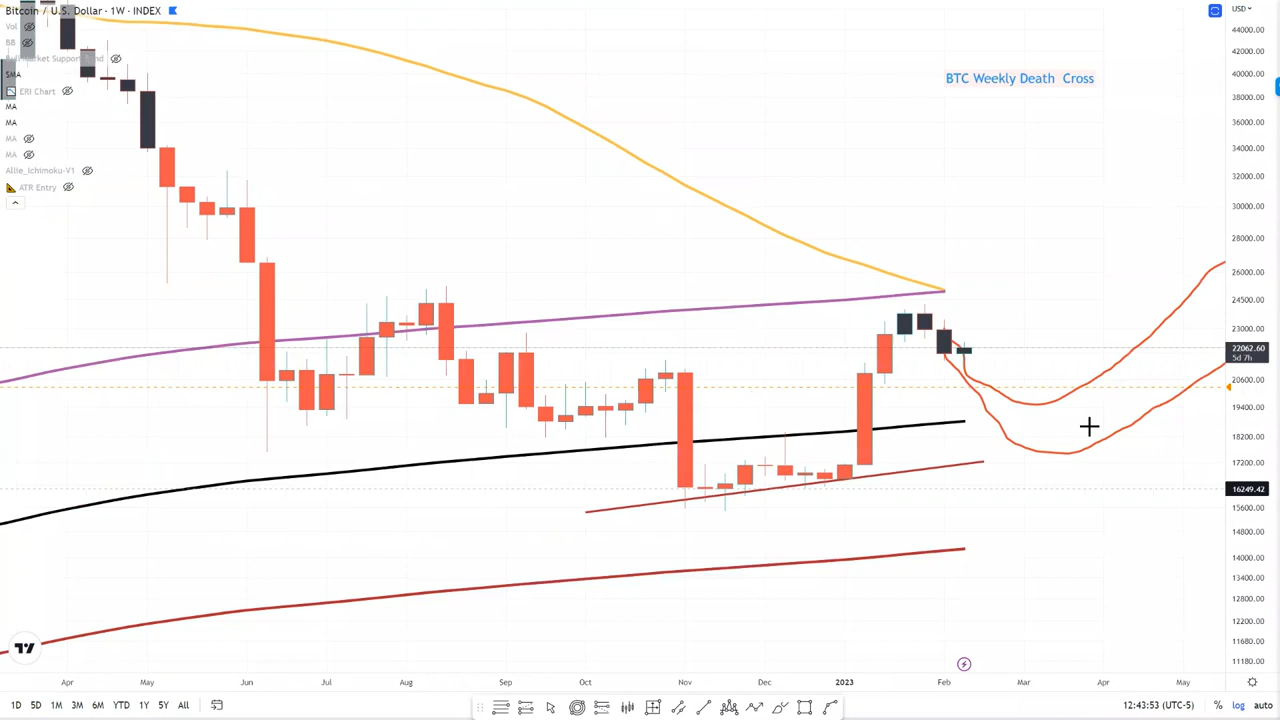 Bitcoin / U.S. Dollar · 1W · INDEX
USD
Vol
BB
SMA
ERI Chart
MA
MA
MA
MA
Allie_Ichimoku-V1
ATR Entry
BTC Weekly Death Cross
44000.00
42000.00
40000.00
38000.00
36000.00
34000.00
32000.00
30000.00
28000.00
26000.00
24500.00
23000.00
22062.60
5d 7h
20600.00
19400.00
18200.00
17200.00
16249.42
15600.00
14800.00
14000.00
13400.00
12800.00
12200.00
11680.00
11180.00
Apr May Jun Jul Aug Sep Oct Nov Dec 2023 Feb Mar Apr May
1D 5D 1M 3M 6M YTD 1Y 5Y All
12:43:53 (UTC-5) % log auto